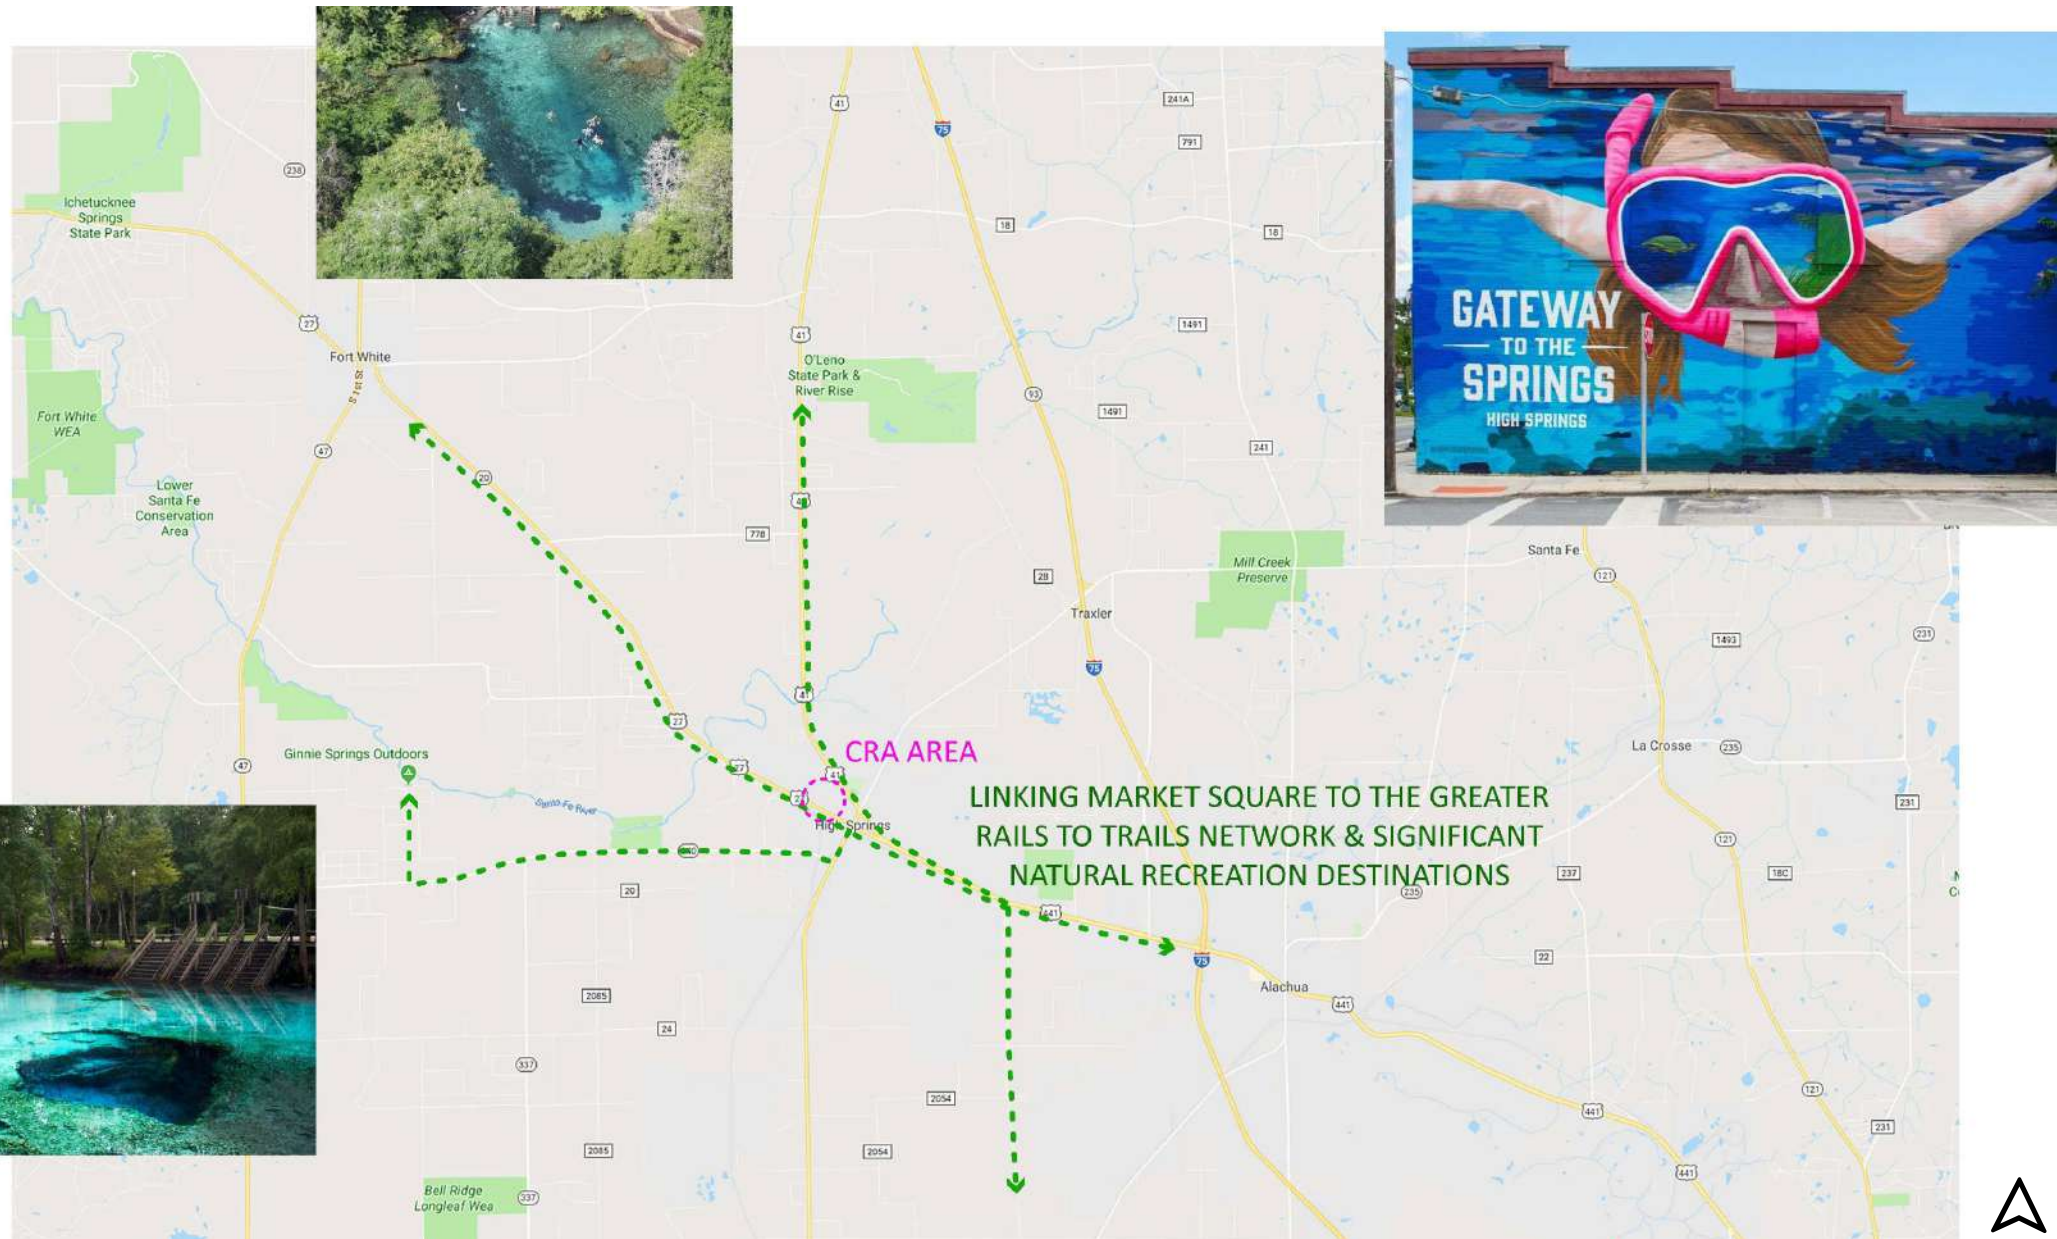 41
75
241A
791
238
Ichetucknee
Springs
State Park
18
18
27
Fort White
47
41
O'Leno
State Park &
River Rise
1491
93
1491
241
GATEWAY
TO THE
SPRINGS
HIGH SPRINGS
Fort White
WEA
20
Lower
Santa Fe
Conservation
Area
778
28
Traxler
Mill Creek
Preserve
Santa Fe
121
1493
231
75
41
27
Ginnie Springs Outdoors
47
27
41
CRA AREA
La Crosse
235
Santa Fe River
High Springs
LINKING MARKET SQUARE TO THE GREATER
RAILS TO TRAILS NETWORK & SIGNIFICANT
NATURAL RECREATION DESTINATIONS
231
121
20
237
18C
235
441
22
75
Alachua
441
2085
24
337
2054
121
441
231
2085
2054
441
Bell Ridge
Longleaf Wea
337